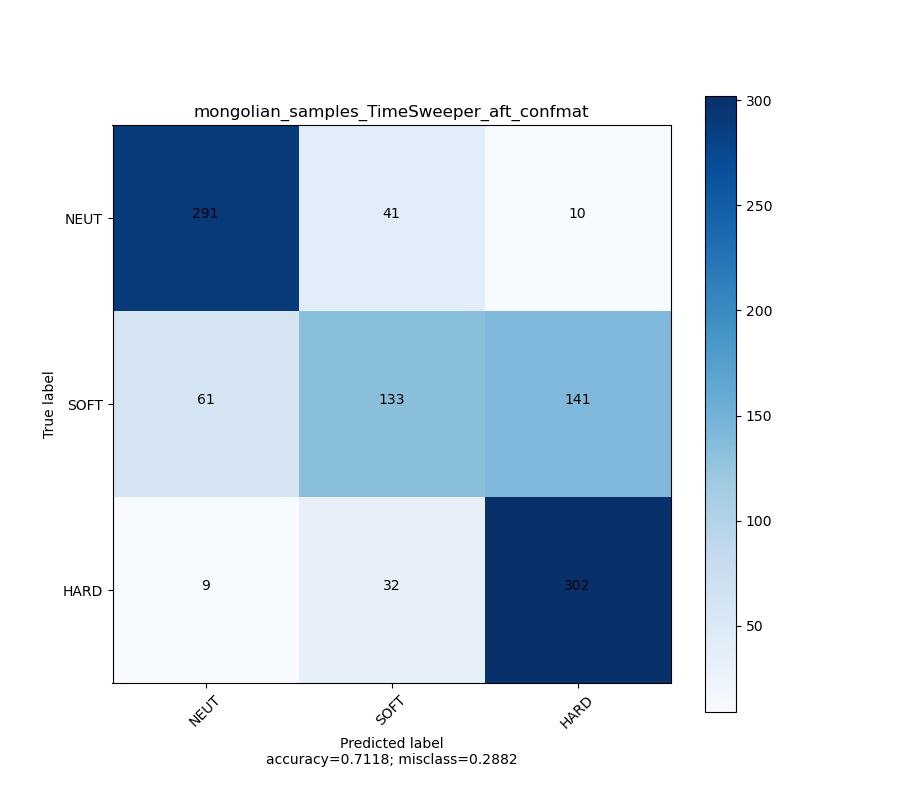 mongolian_samples_TimeSweeper_aft_confmat
300
250
200
150
100
50
True label
NEUT
291
41
10
SOFT
61
133
141
HARD
9
32
302
NEUT
SOFT
HARD
Predicted label
accuracy=0.7118; misclass=0.2882